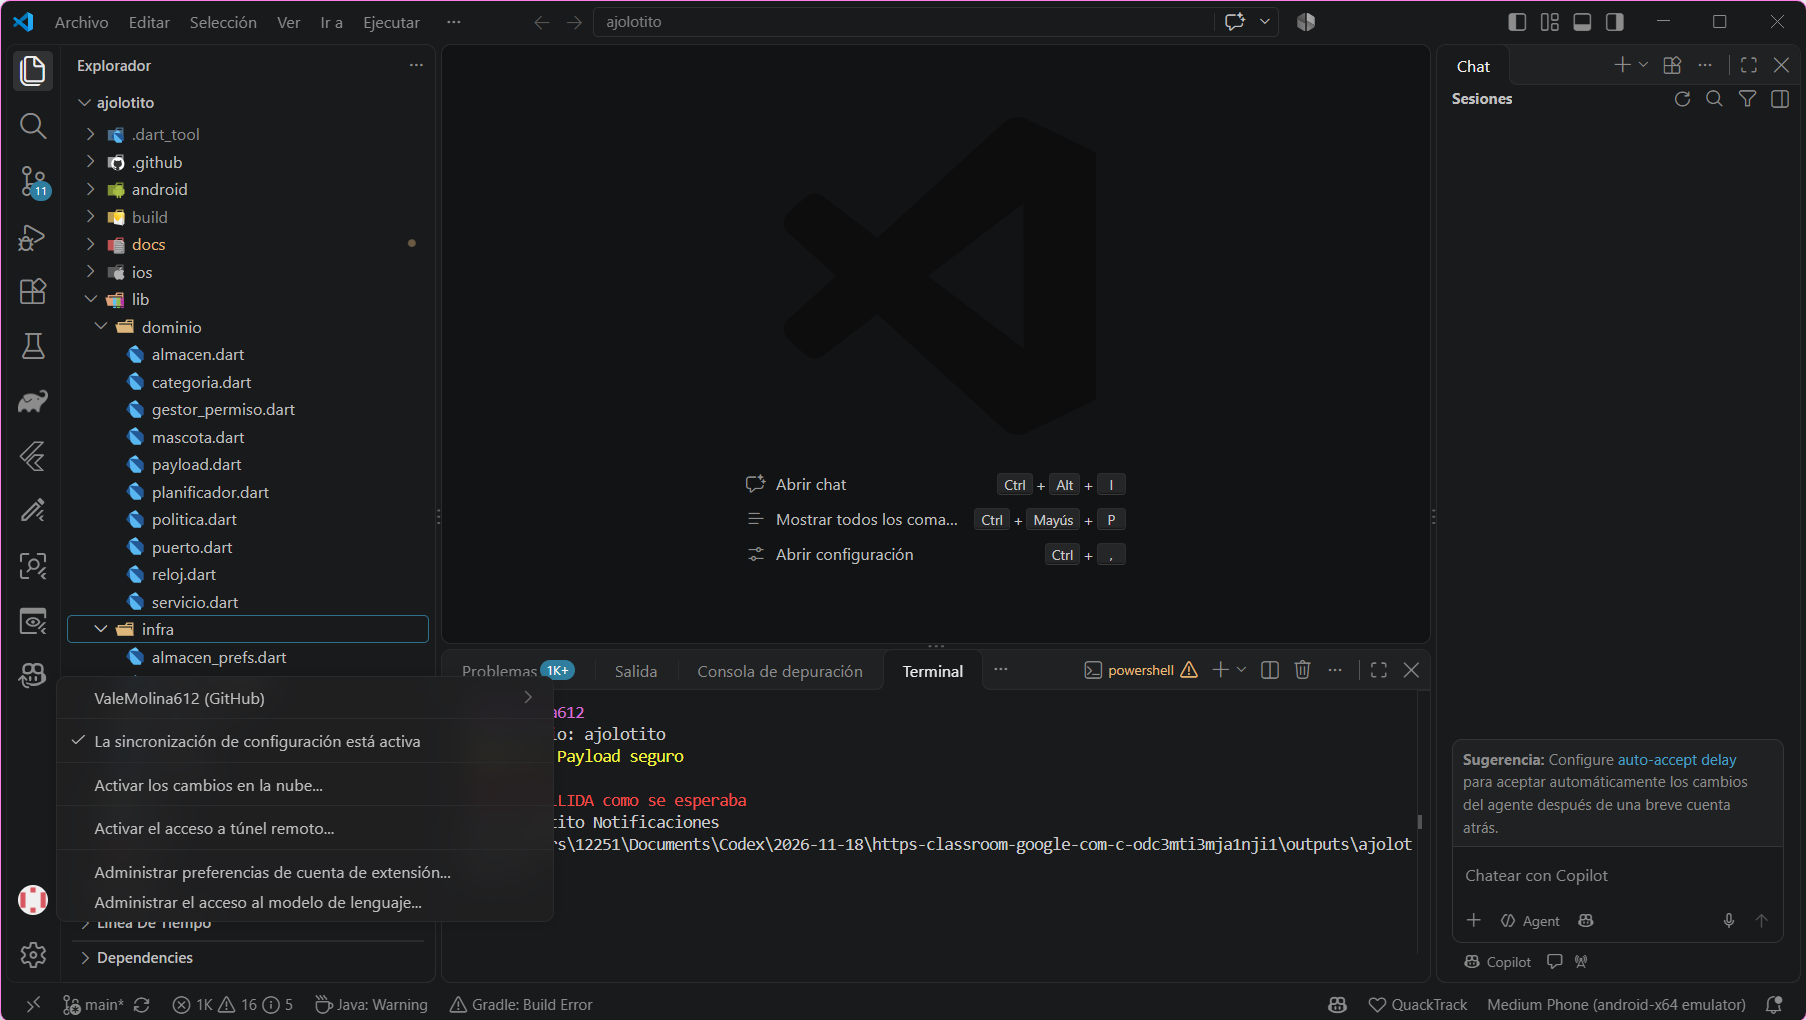 Archivo Editar Selección Ver Ir a Ejecutar ···
ajolotito
Explorador
ajolotito
.dart_tool
.github
android
build
docs
ios
lib
dominio
almacen.dart
categoria.dart
gestor_permiso.dart
mascota.dart
payload.dart
planificador.dart
politica.dart
puerto.dart
reloj.dart
servicio.dart
infra
almacen_prefs.dart
11
ValeMolina612 (GitHub)
La sincronización de configuración está activa
Activar los cambios en la nube...
Activar el acceso a túnel remoto...
Administrar preferencias de cuenta de extensión...
Administrar el acceso al modelo de lenguaje...
Línea De Tiempo
Dependencies
Abrir chat Ctrl + Alt + I
Mostrar todos los coma... Ctrl + Mayús + P
Abrir configuración Ctrl + ,
Problemas 1K+ Salida Consola de depuración Terminal ··· powershell
a612
o: ajolotito
Payload seguro
LLIDA como se esperaba
tito Notificaciones
rs\12251\Documents\Codex\2026-11-18\https-classroom-google-com-c-odc3mti3mja1nji1\outputs\ajolot
Chat
Sesiones
Sugerencia: Configure auto-accept delay
para aceptar automáticamente los cambios
del agente después de una breve cuenta
atrás.
Chatear con Copilot
Agent
Copilot
main* 1K 16 5 Java: Warning Gradle: Build Error QuackTrack Medium Phone (android-x64 emulator)